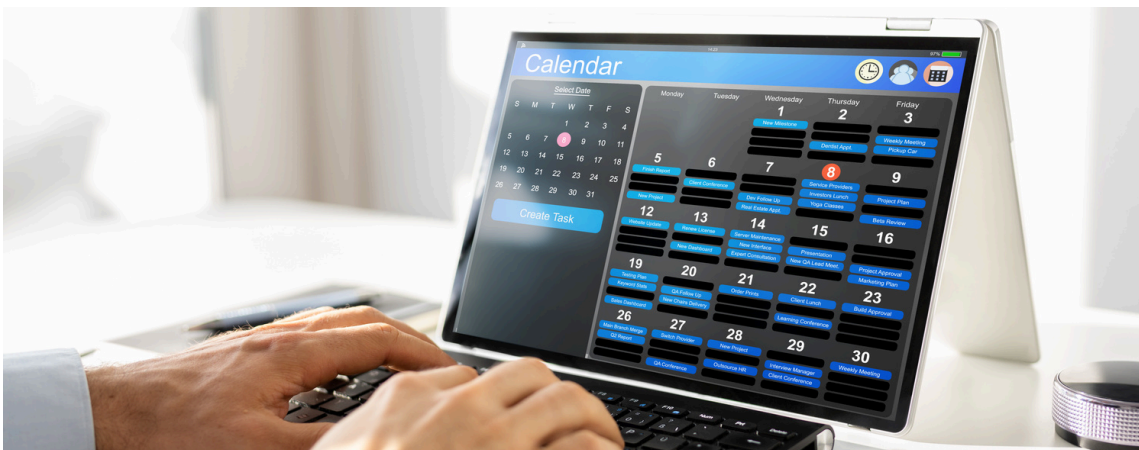 14:25
97%
Calendar
Select Date
S M T W T F S
1 2 3 4
5 6 7 8 9 10 11
12 13 14 15 16 17 18
19 20 21 22 23 24 25
26 27 28 29 30 31
Create Task
Monday Tuesday Wednesday Thursday Friday
1 2 3
New Milestone
Weekly Meeting
Dentist Appt. Pickup Car
5 6 7 8 9
Finish Report Service Providers
Client Conference Investors Lunch Project Plan
Dev Follow Up Yoga Classes
New Project Real Estate Appt. Beta Review
12 13 14 15 16
Website Update Review License Server Maintenance
New Interface Presentation
New Dashboard Expert Consultation New QA Lead Meet Project Approval
Marketing Plan
19 20 21 22 23
Testing Plan Order Prints Build Approval
Keyword Stats QA Follow Up Client Lunch
New Chairs Delivery
Sales Dashboard Learning Conference
26 27 28 29 30
Main Branch Merge Switch Provider New Project Weekly Meeting
Q2 Report Interview Manager
QA Conference Outsource HR Client Conference